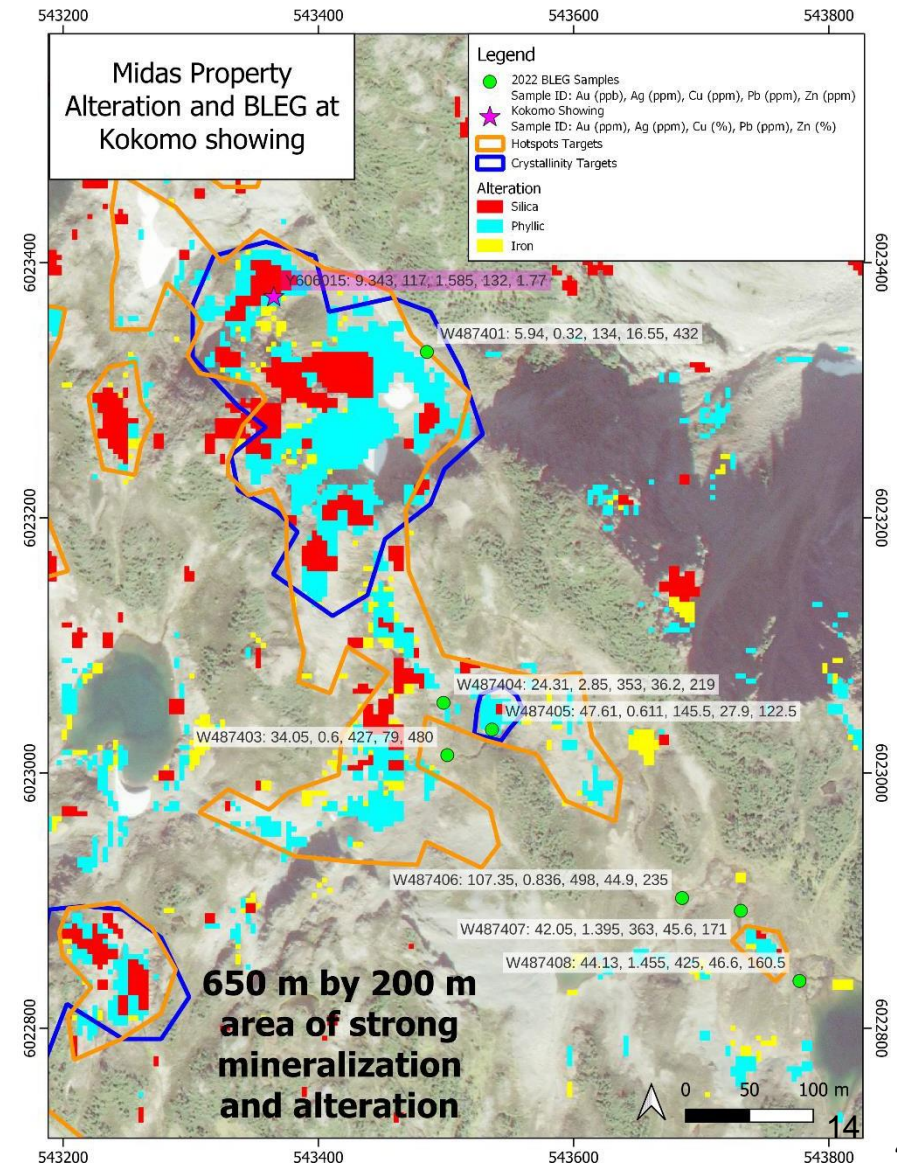 543200 543400 543600 543800
Midas Property
Alteration and BLEG at
Kokomo showing
Legend
2022 BLEG Samples
Sample ID: Au (ppb), Ag (ppm), Cu (ppm), Pb (ppm), Zn (ppm)
Kokomo Showing
Sample ID: Au (ppm), Ag (ppm), Cu (%), Pb (ppm), Zn (%)
Hotspots Targets
Crystallinity Targets
Alteration
Silica
Phyllic
Iron
6023400 6023400
Y606015: 9.343, 117, 1.585, 132, 1.77
W487401: 5.94, 0.32, 134, 16.55, 432
6023200 6023200
W487404: 24.31, 2.85, 353, 36.2, 219
W487405: 47.61, 0.611, 145.5, 27.9, 122.5
W487403: 34.05, 0.6, 427, 79, 480
6023000 6023000
W487406: 107.35, 0.836, 498, 44.9, 235
W487407: 42.05, 1.395, 363, 45.6, 171
W487408: 44.13, 1.455, 425, 46.6, 160.5
650 m by 200 m
area of strong
mineralization
and alteration
6022800 6022800
0 50 100 m
14
543200 543400 543600 543800